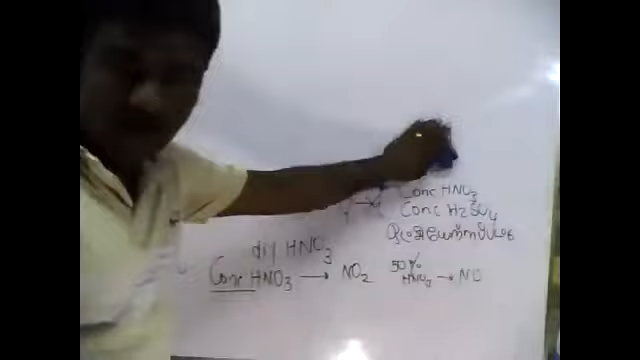 Conc HNO3
Conc H2SO4
dil HNO3
Conc HNO3 → NO2
50%
HNO3 → NO